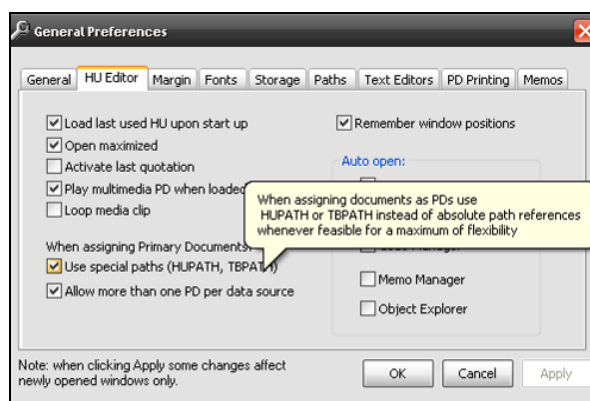 General Preferences
General HU Editor Margin Fonts Storage Paths Text Editors PD Printing Memos
Load last used HU upon start up
Remember window positions
Open maximized
Activate last quotation
Auto open:
Play multimedia PD when loaded
Loop media clip
When assigning documents as PDs use
HUPATH or TBPATH instead of absolute path references
whenever feasible for a maximum of flexibility
When assigning Primary Documents:
Use special paths (HUPATH, TBPATH)
Memo Manager
Allow more than one PD per data source
Object Explorer
Note: when clicking Apply some changes affect
newly opened windows only.
OK Cancel Apply